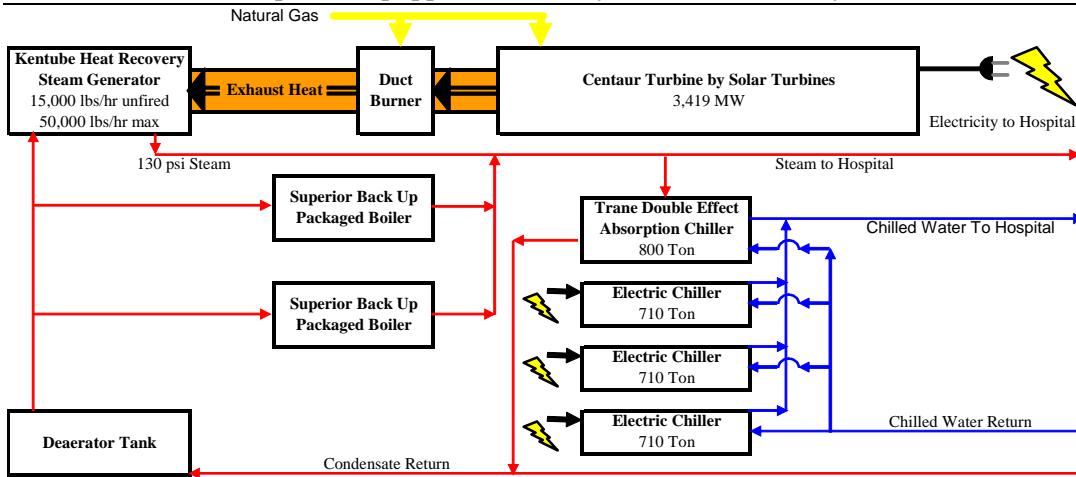 Natural Gas
Kentube Heat Recovery
Steam Generator
15,000 lbs/hr unfired
50,000 lbs/hr max
Exhaust Heat
Duct
Burner
Centaur Turbine by Solar Turbines
3,419 MW
Electricity to Hospital
130 psi Steam
Steam to Hospital
Superior Back Up
Packaged Boiler
Trane Double Effect
Absorption Chiller
800 Ton
Chilled Water To Hospital
Superior Back Up
Packaged Boiler
Electric Chiller
710 Ton
Electric Chiller
710 Ton
Electric Chiller
710 Ton
Chilled Water Return
Deaerator Tank
Condensate Return